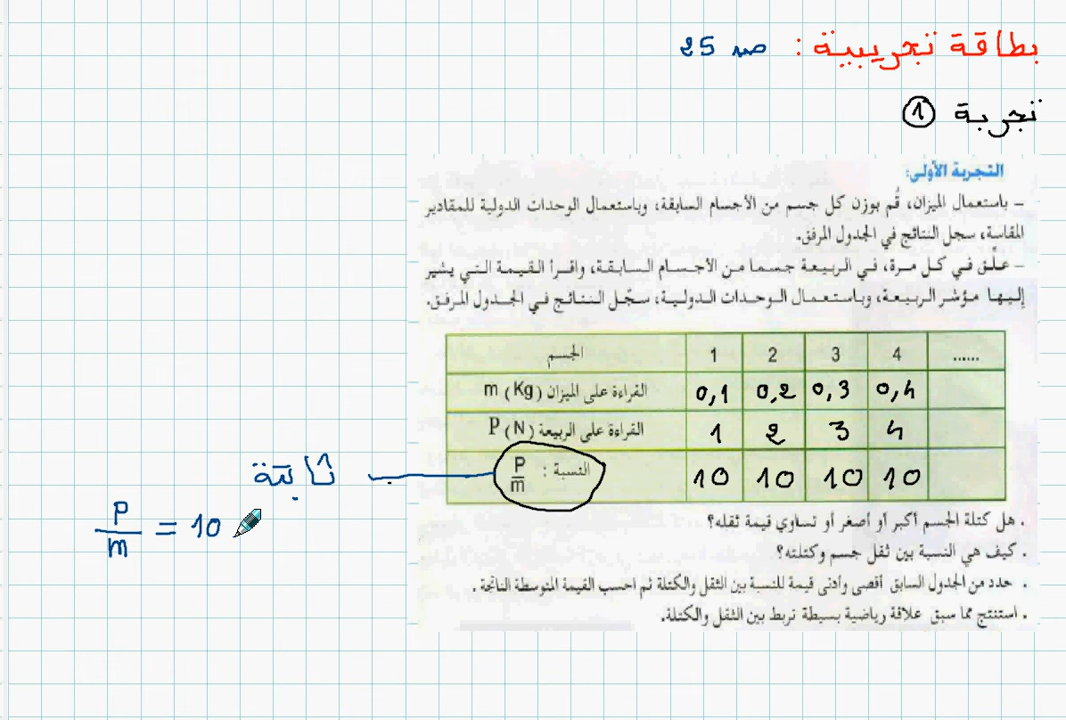 بطاقة تجريبية : صـ 25
تجربة ①
التجربة الأولى:
– باستعمال الميزان، قُم بوزن كل جسم من الأجسام السابقة، وباستعمال الوحدات الدولية للمقادير
المقاسة، سجل النتائج في الجدول المرفق.
– علّق في كل مرة، في الربيعة جسما من الأجسام السابقة، واقرأ القيمة التي يشير
إليها مؤشر الربيعة، وباستعمال الوحدات الدولية، سجّل النتائج في الجدول المرفق.
الجسم 1 2 3 4 ......
القراءة على الميزان m ( Kg ) 0,1 0,2 0,3 0,4
القراءة على الربيعة P ( N ) 1 2 3 4
النسبة : P/m 10 10 10 10
ثابتة
P/m = 10
. هل كتلة الجسم أكبر أو أصغر أو تساوي قيمة ثقله؟
. كيف هي النسبة بين ثقل جسم وكتلته؟
. حدد من الجدول السابق أقصى وأدنى قيمة للنسبة بين الثقل والكتلة ثم احسب القيمة المتوسطة الناتجة .
. استنتج مما سبق علاقة رياضية بسيطة تربط بين الثقل والكتلة.